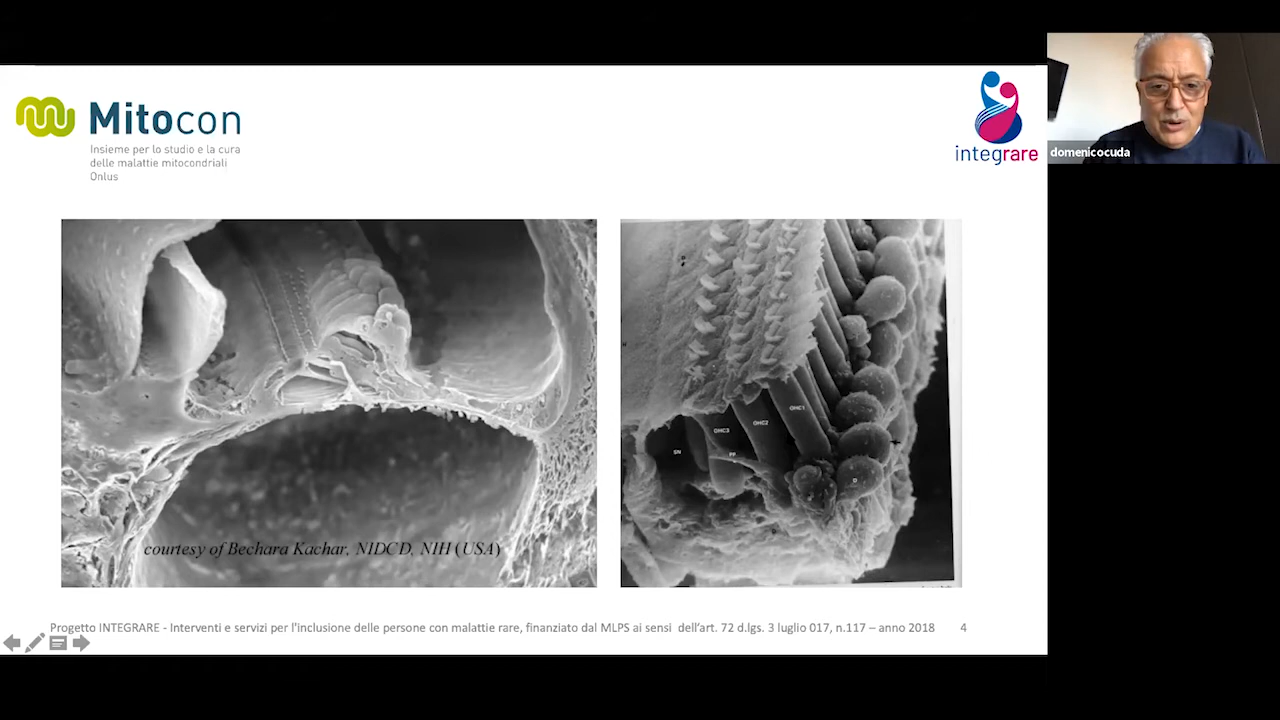 Mitocon
Insieme per lo studio e la cura
delle malattie mitocondriali
Onlus
integrare
domenicocuda
courtesy of Bechara Kachar, NIDCD, NIH (USA)
OHC1
OHC2
OHC3
SN
PF
D
Progetto INTEGRARE - Interventi e servizi per l'inclusione delle persone con malattie rare, finanziato dal MLPS ai sensi dell'art. 72 d.lgs. 3 luglio 017, n.117 – anno 2018 4